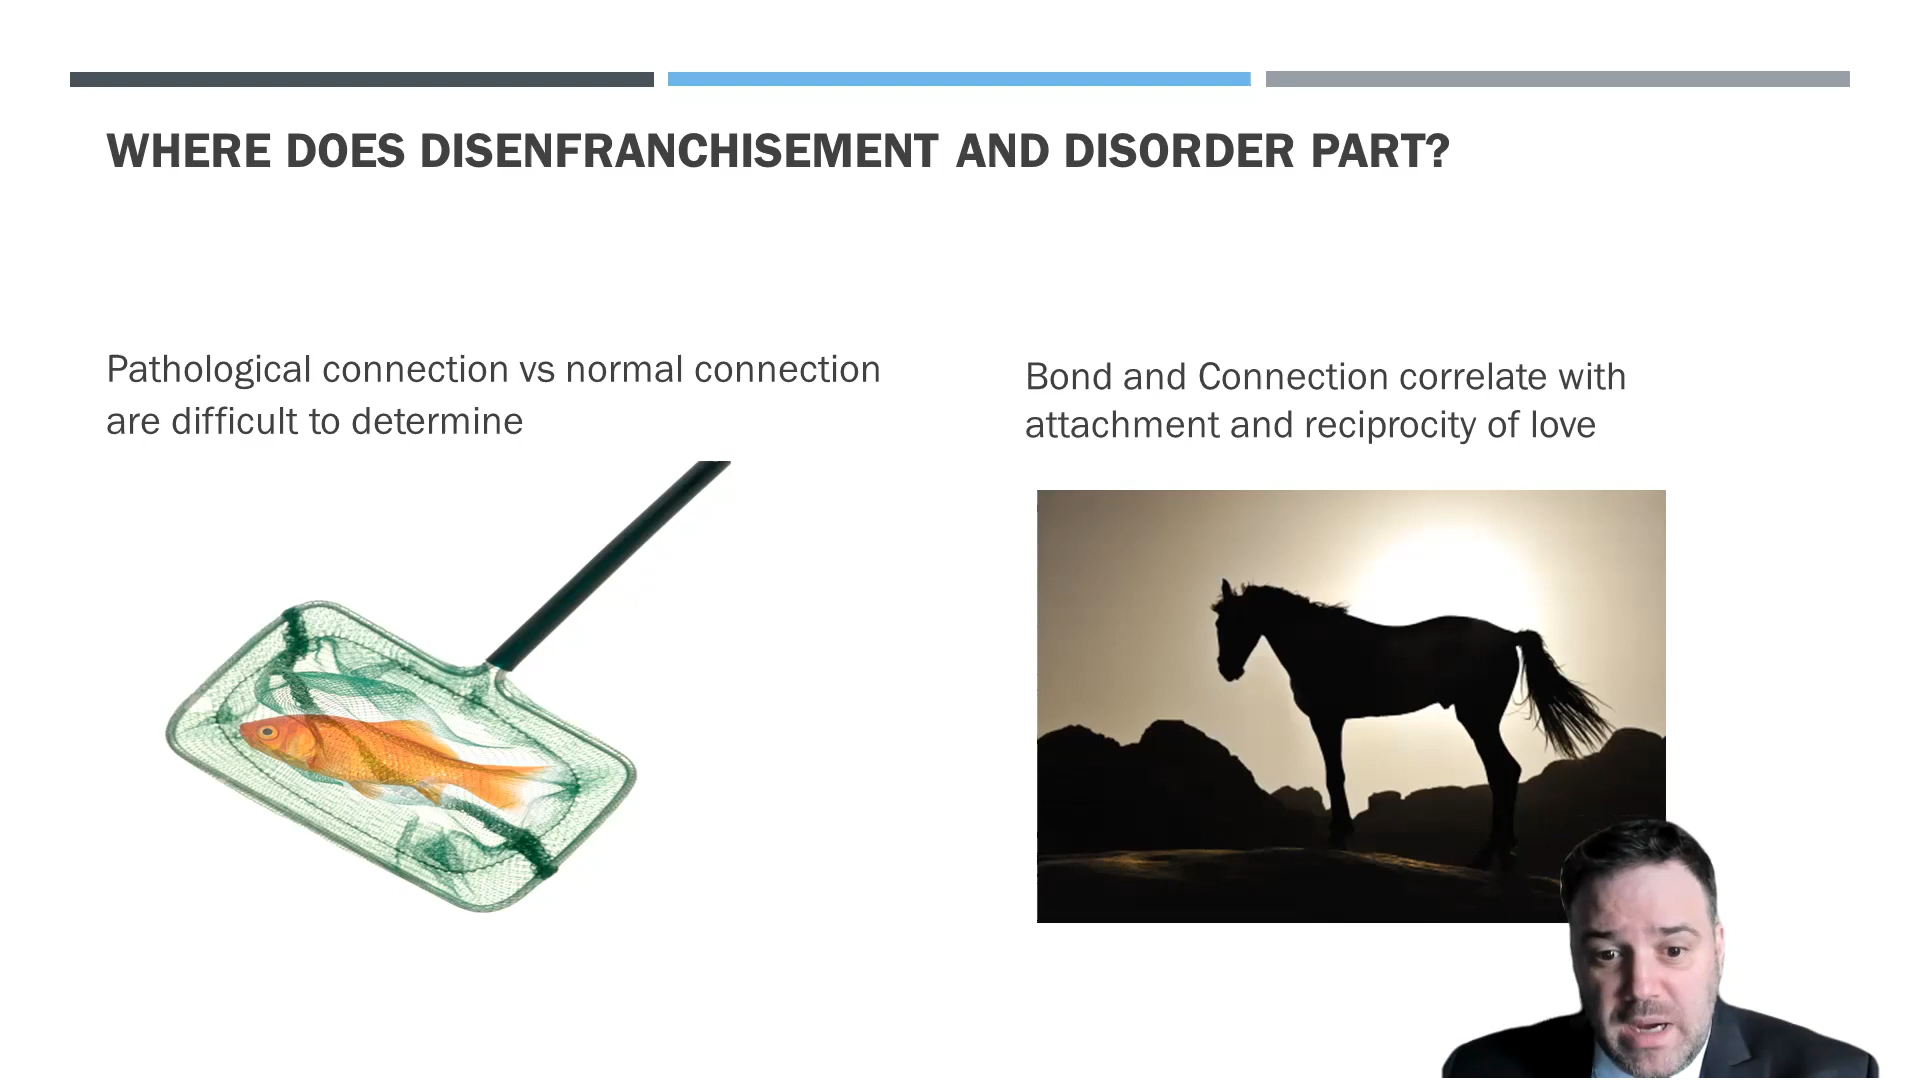 WHERE DOES DISENFRANCHISEMENT AND DISORDER PART?
Pathological connection vs normal connection
are difficult to determine
Bond and Connection correlate with
attachment and reciprocity of love